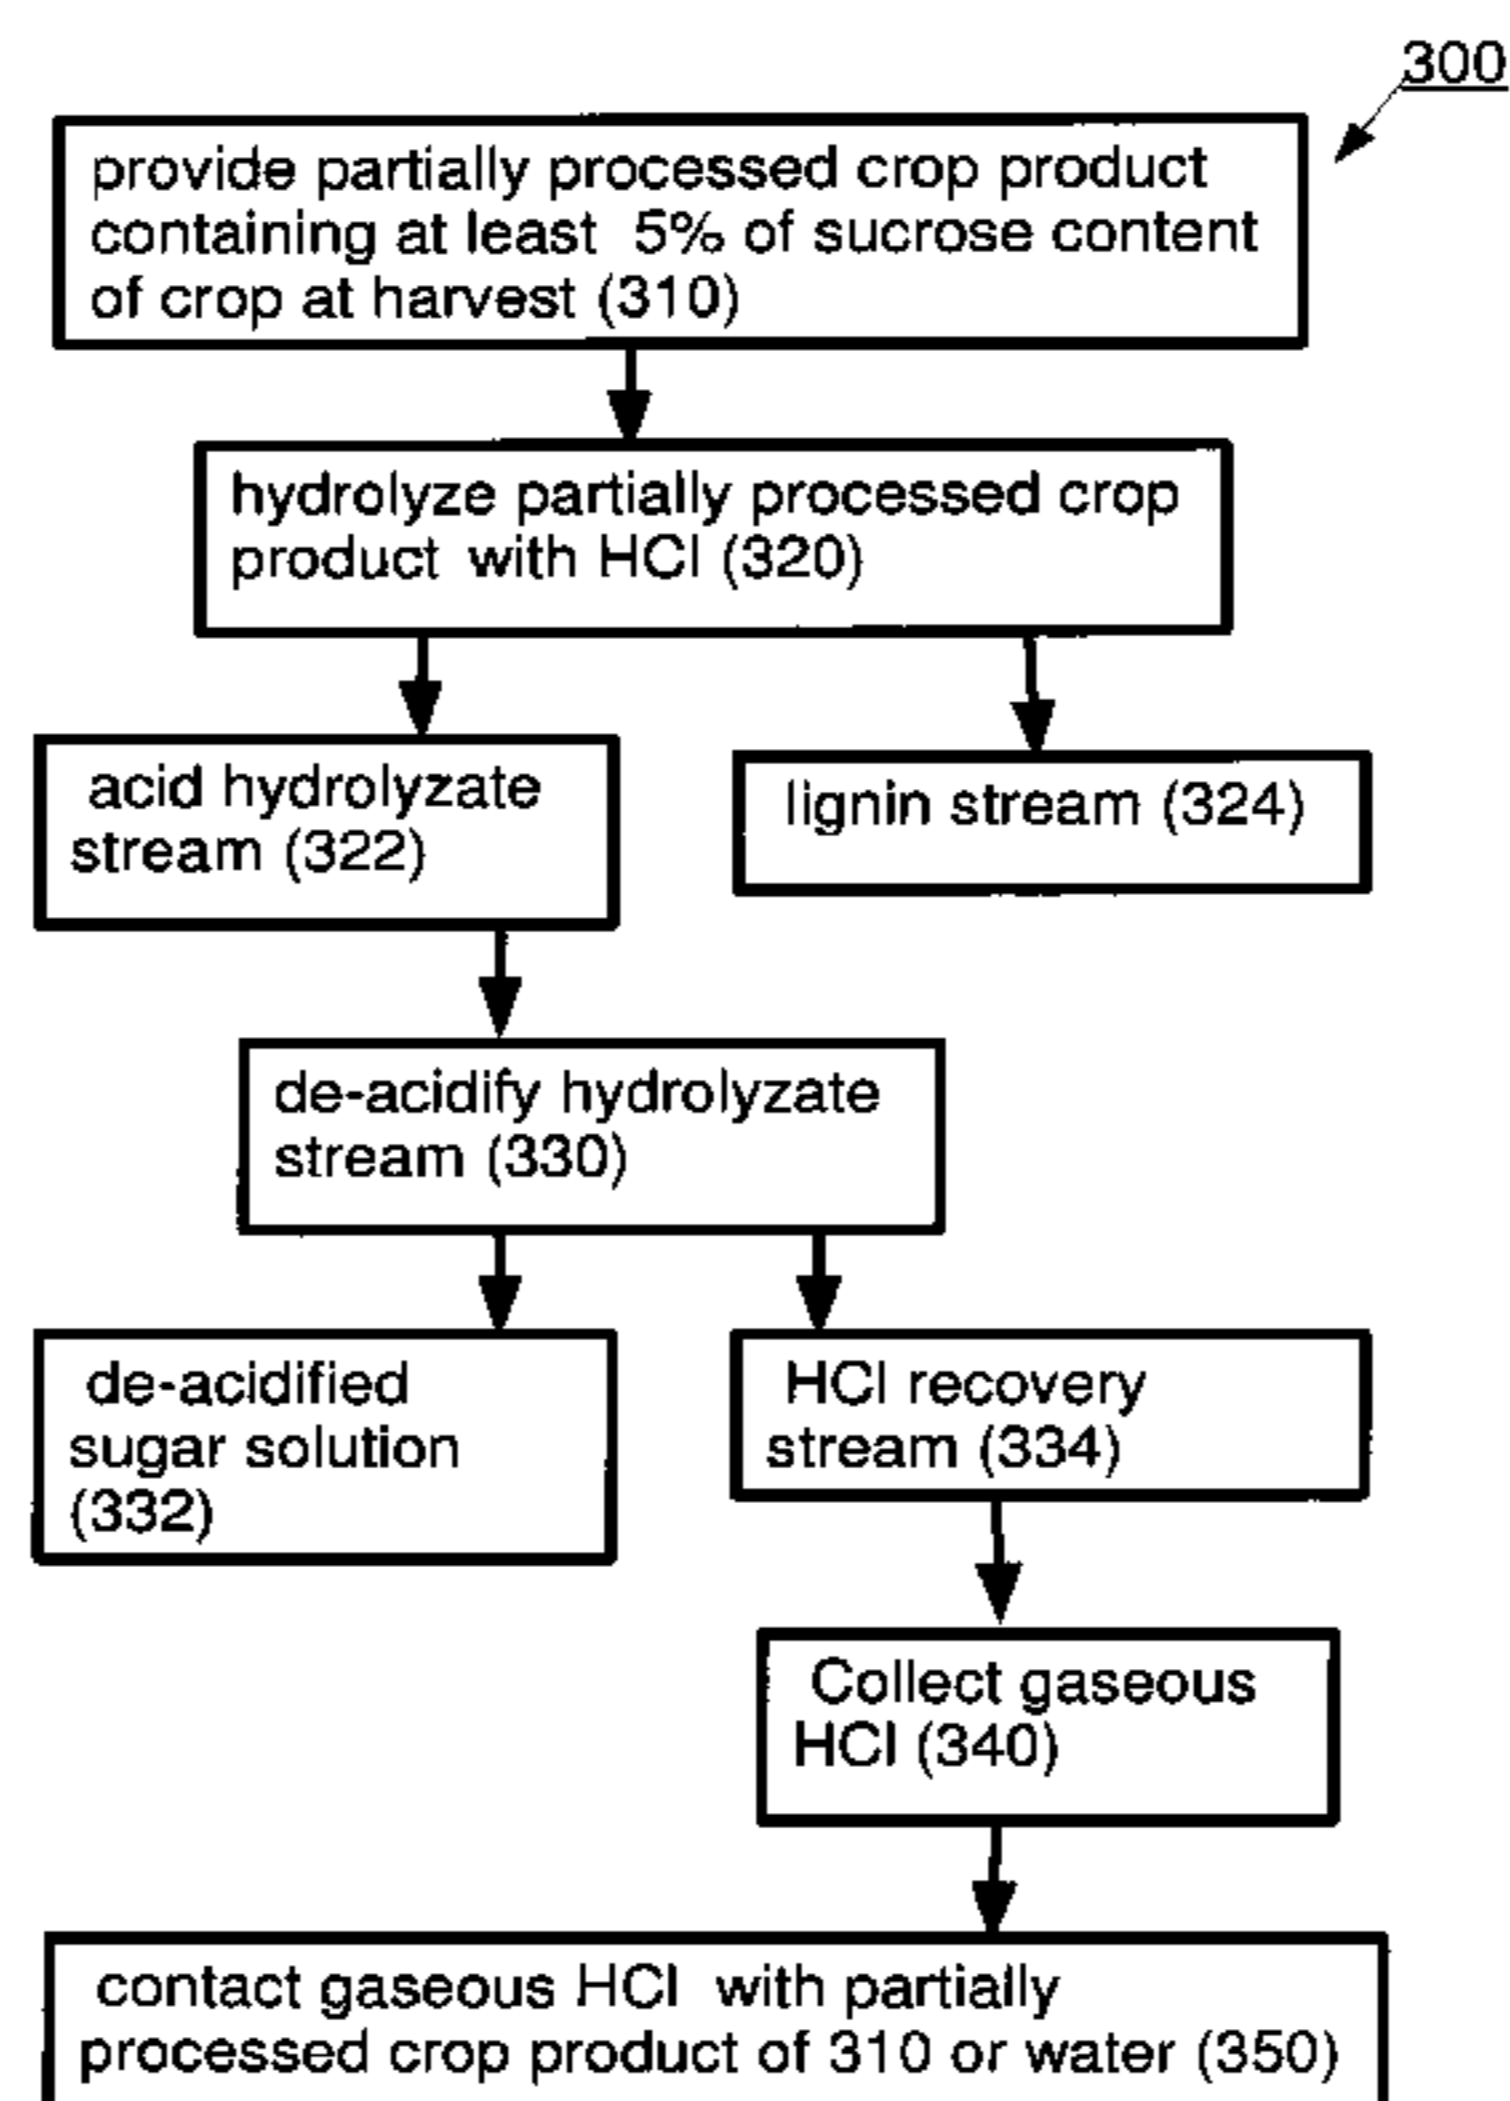 300
provide partially processed crop product
containing at least 5% of sucrose content
of crop at harvest (310)
hydrolyze partially processed crop
product with HCl (320)
acid hydrolyzate
stream (322)
lignin stream (324)
de-acidify hydrolyzate
stream (330)
de-acidified
sugar solution
(332)
HCl recovery
stream (334)
Collect gaseous
HCl (340)
contact gaseous HCl with partially
processed crop product of 310 or water (350)